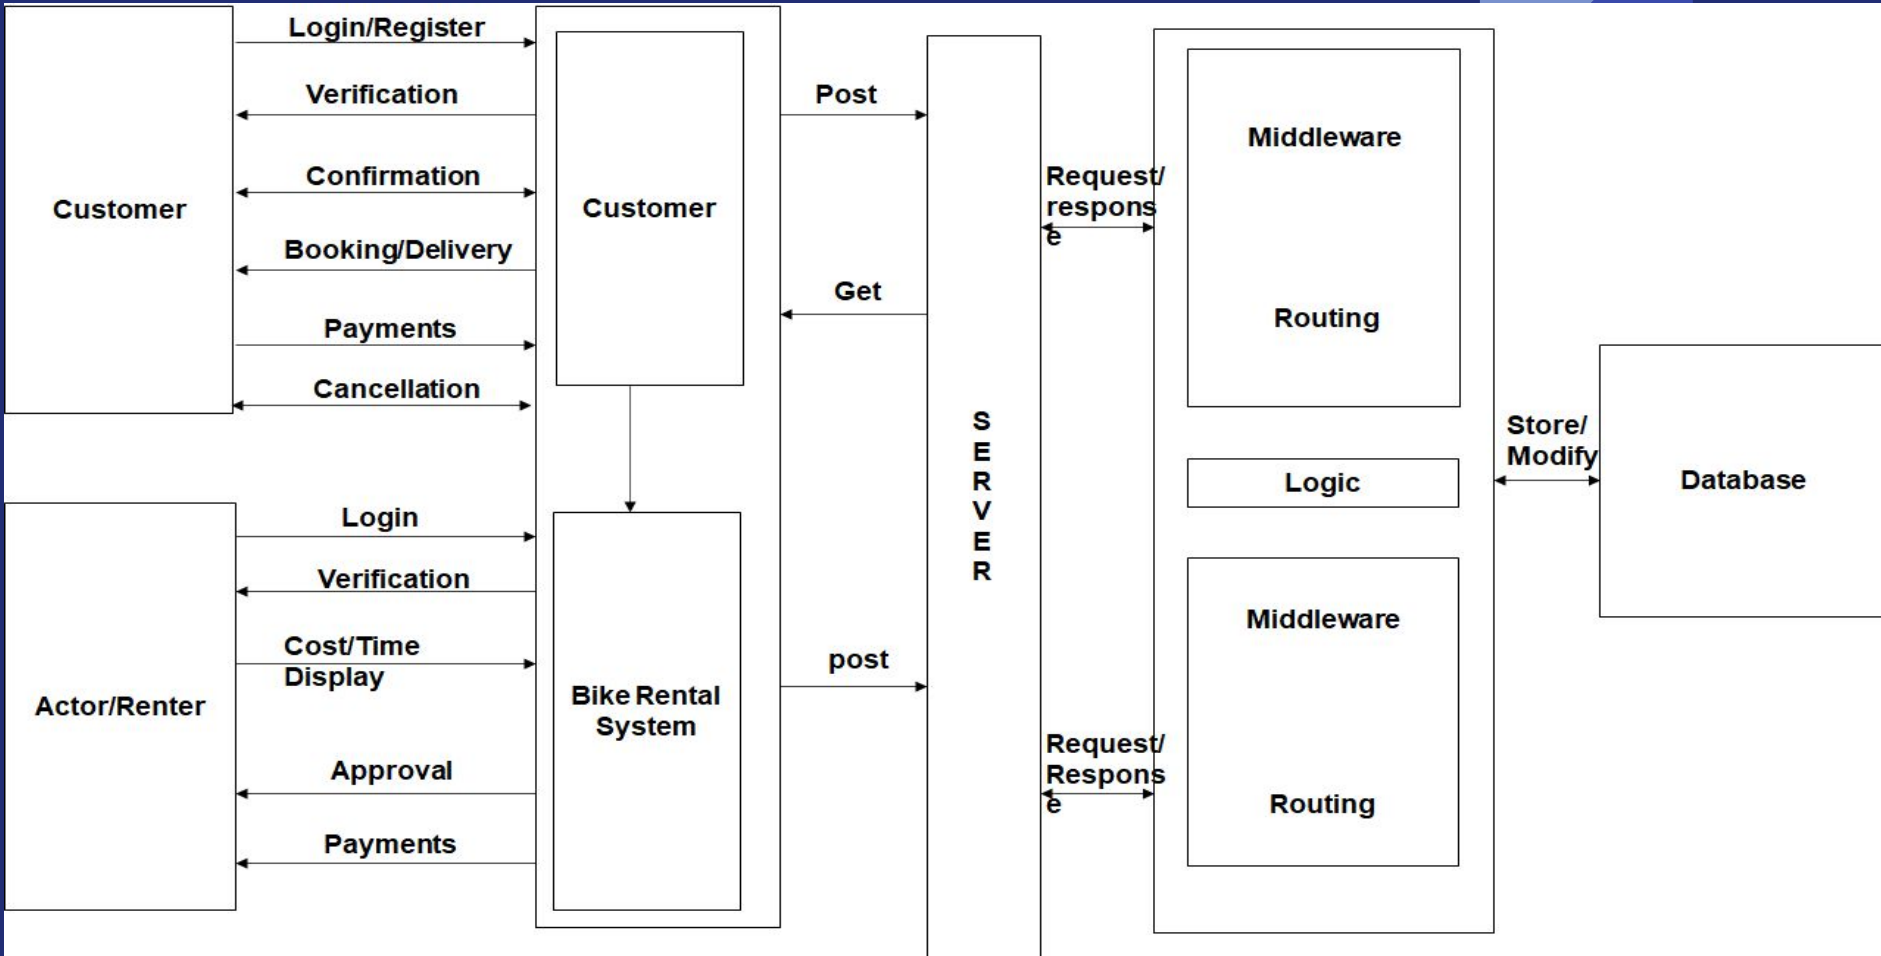 Customer
Login/Register
Verification
Confirmation
Booking/Delivery
Payments
Cancellation
Customer
Actor/Renter
Login
Verification
Cost/Time
Display
Approval
Payments
Bike Rental
System
Post
Get
post
S
E
R
V
E
R
Request/
respons
e
Request/
Respons
e
Middleware
Routing
Logic
Middleware
Routing
Store/
Modify
Database